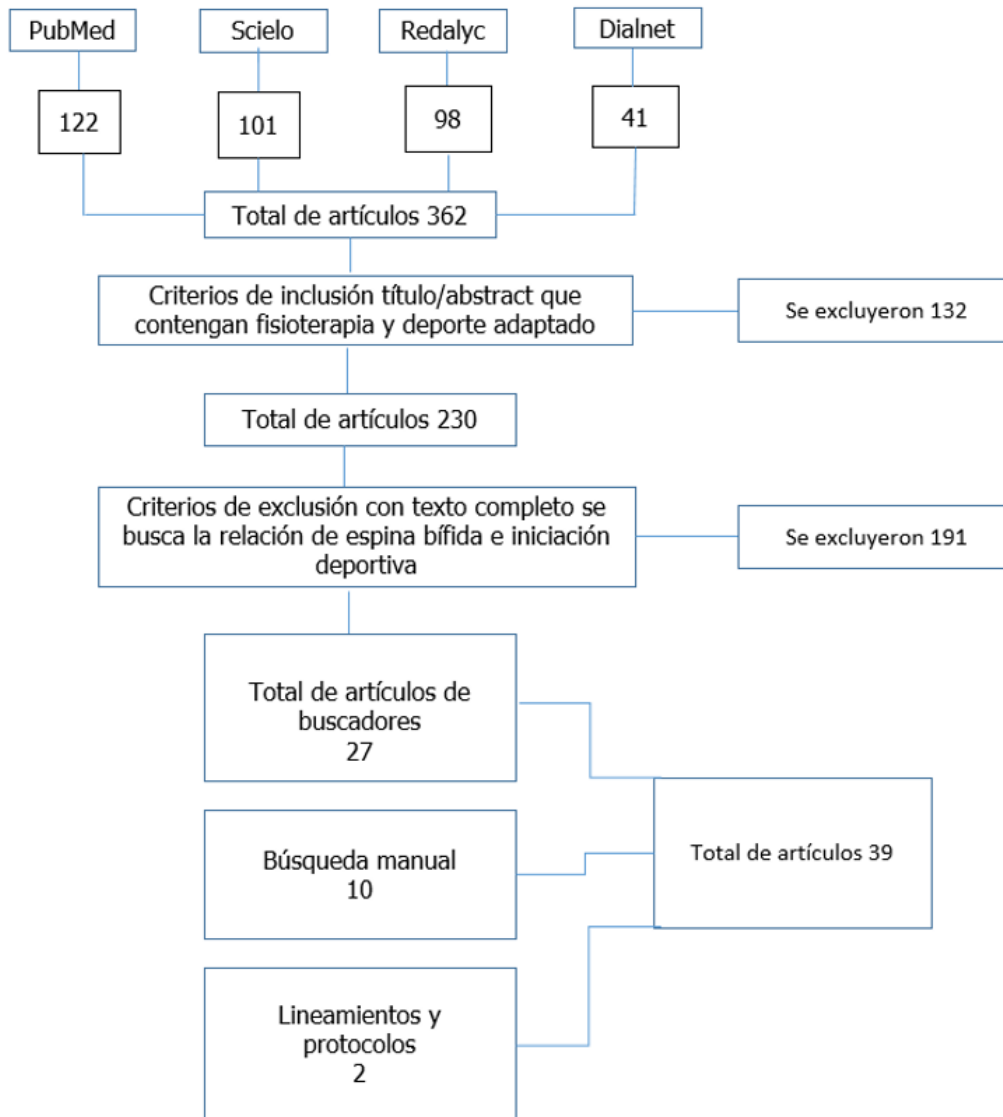 PubMed
Scielo
Redalyc
Dialnet
122
101
98
41
Total de artículos 362
Criterios de inclusión título/abstract que
contengan fisioterapia y deporte adaptado
Se excluyeron 132
Total de artículos 230
Criterios de exclusión con texto completo se
busca la relación de espina bífida e iniciación
deportiva
Se excluyeron 191
Total de artículos de
buscadores
27
Búsqueda manual
10
Total de artículos 39
Lineamientos y
protocolos
2